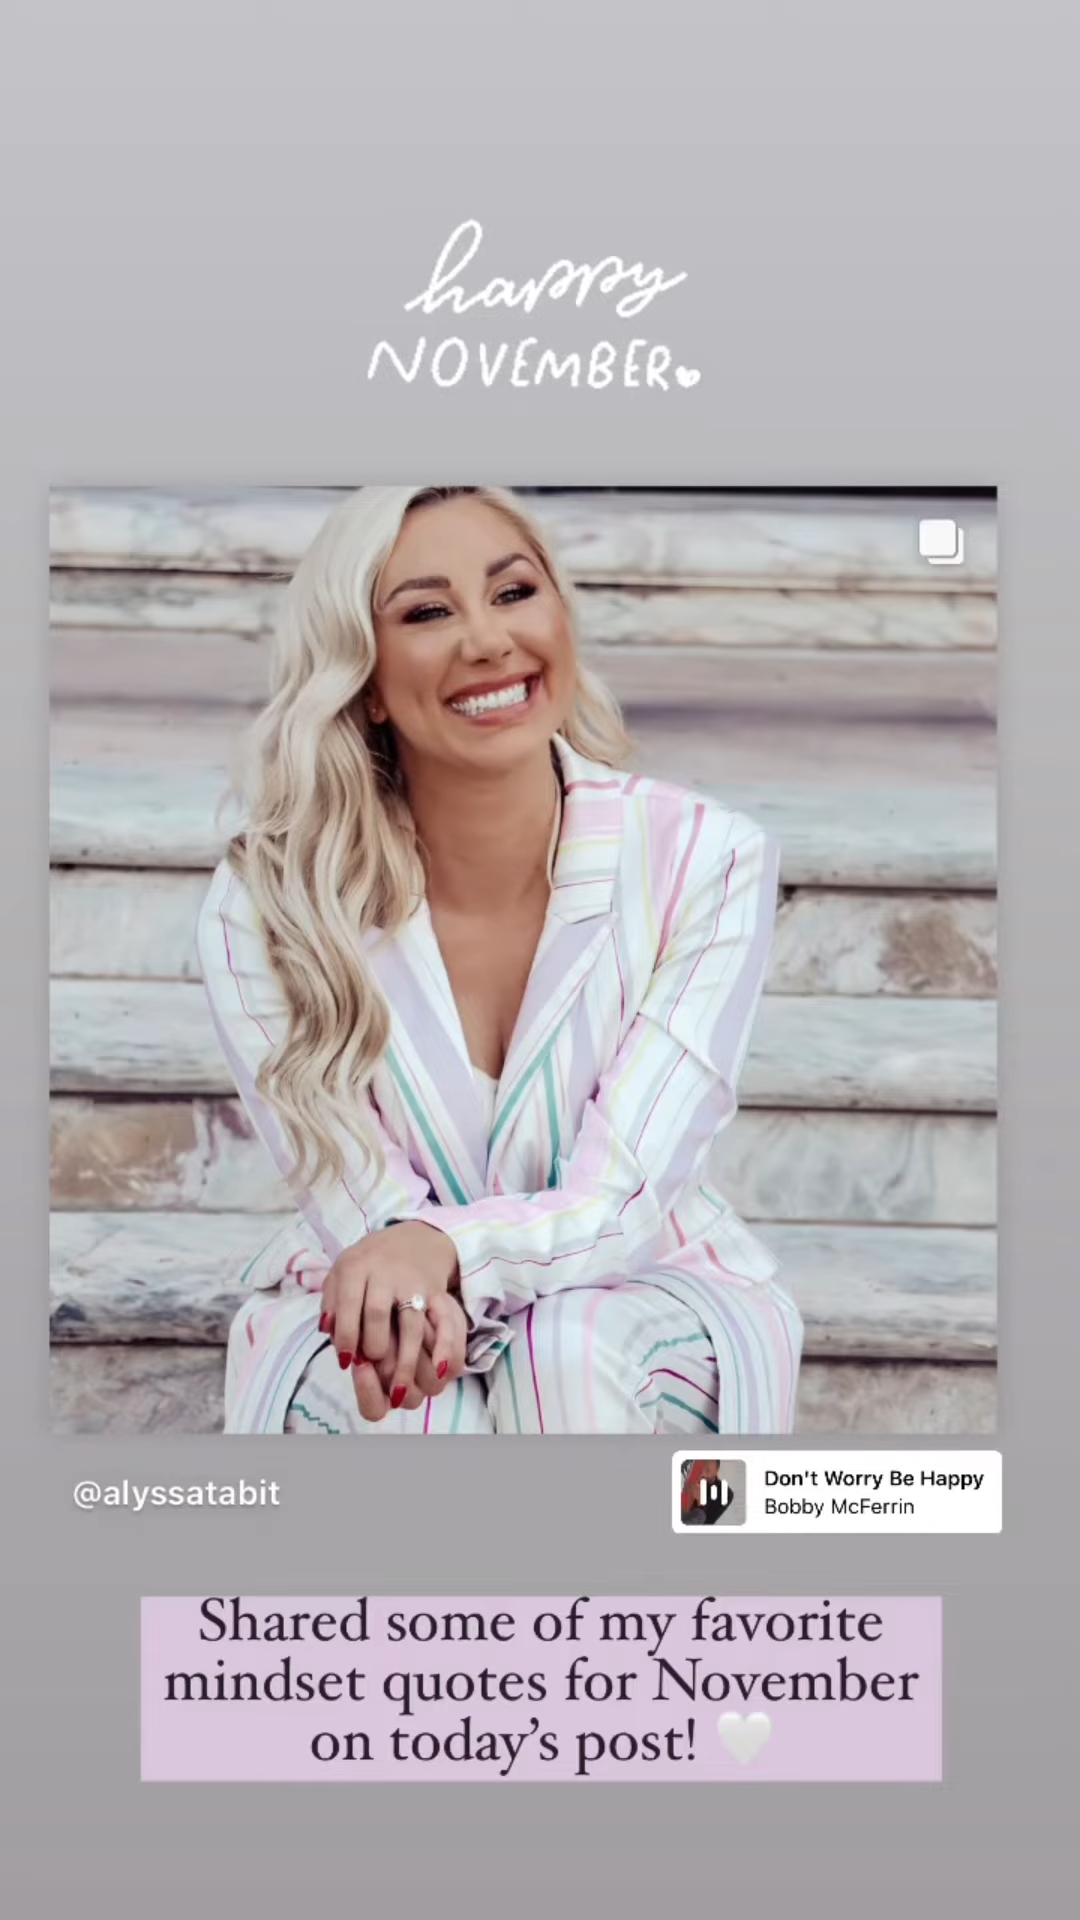 happy
NOVEMBER
@alyssatabit
Don't Worry Be Happy
Bobby McFerrin
Shared some of my favorite
mindset quotes for November
on today's post! 🤍